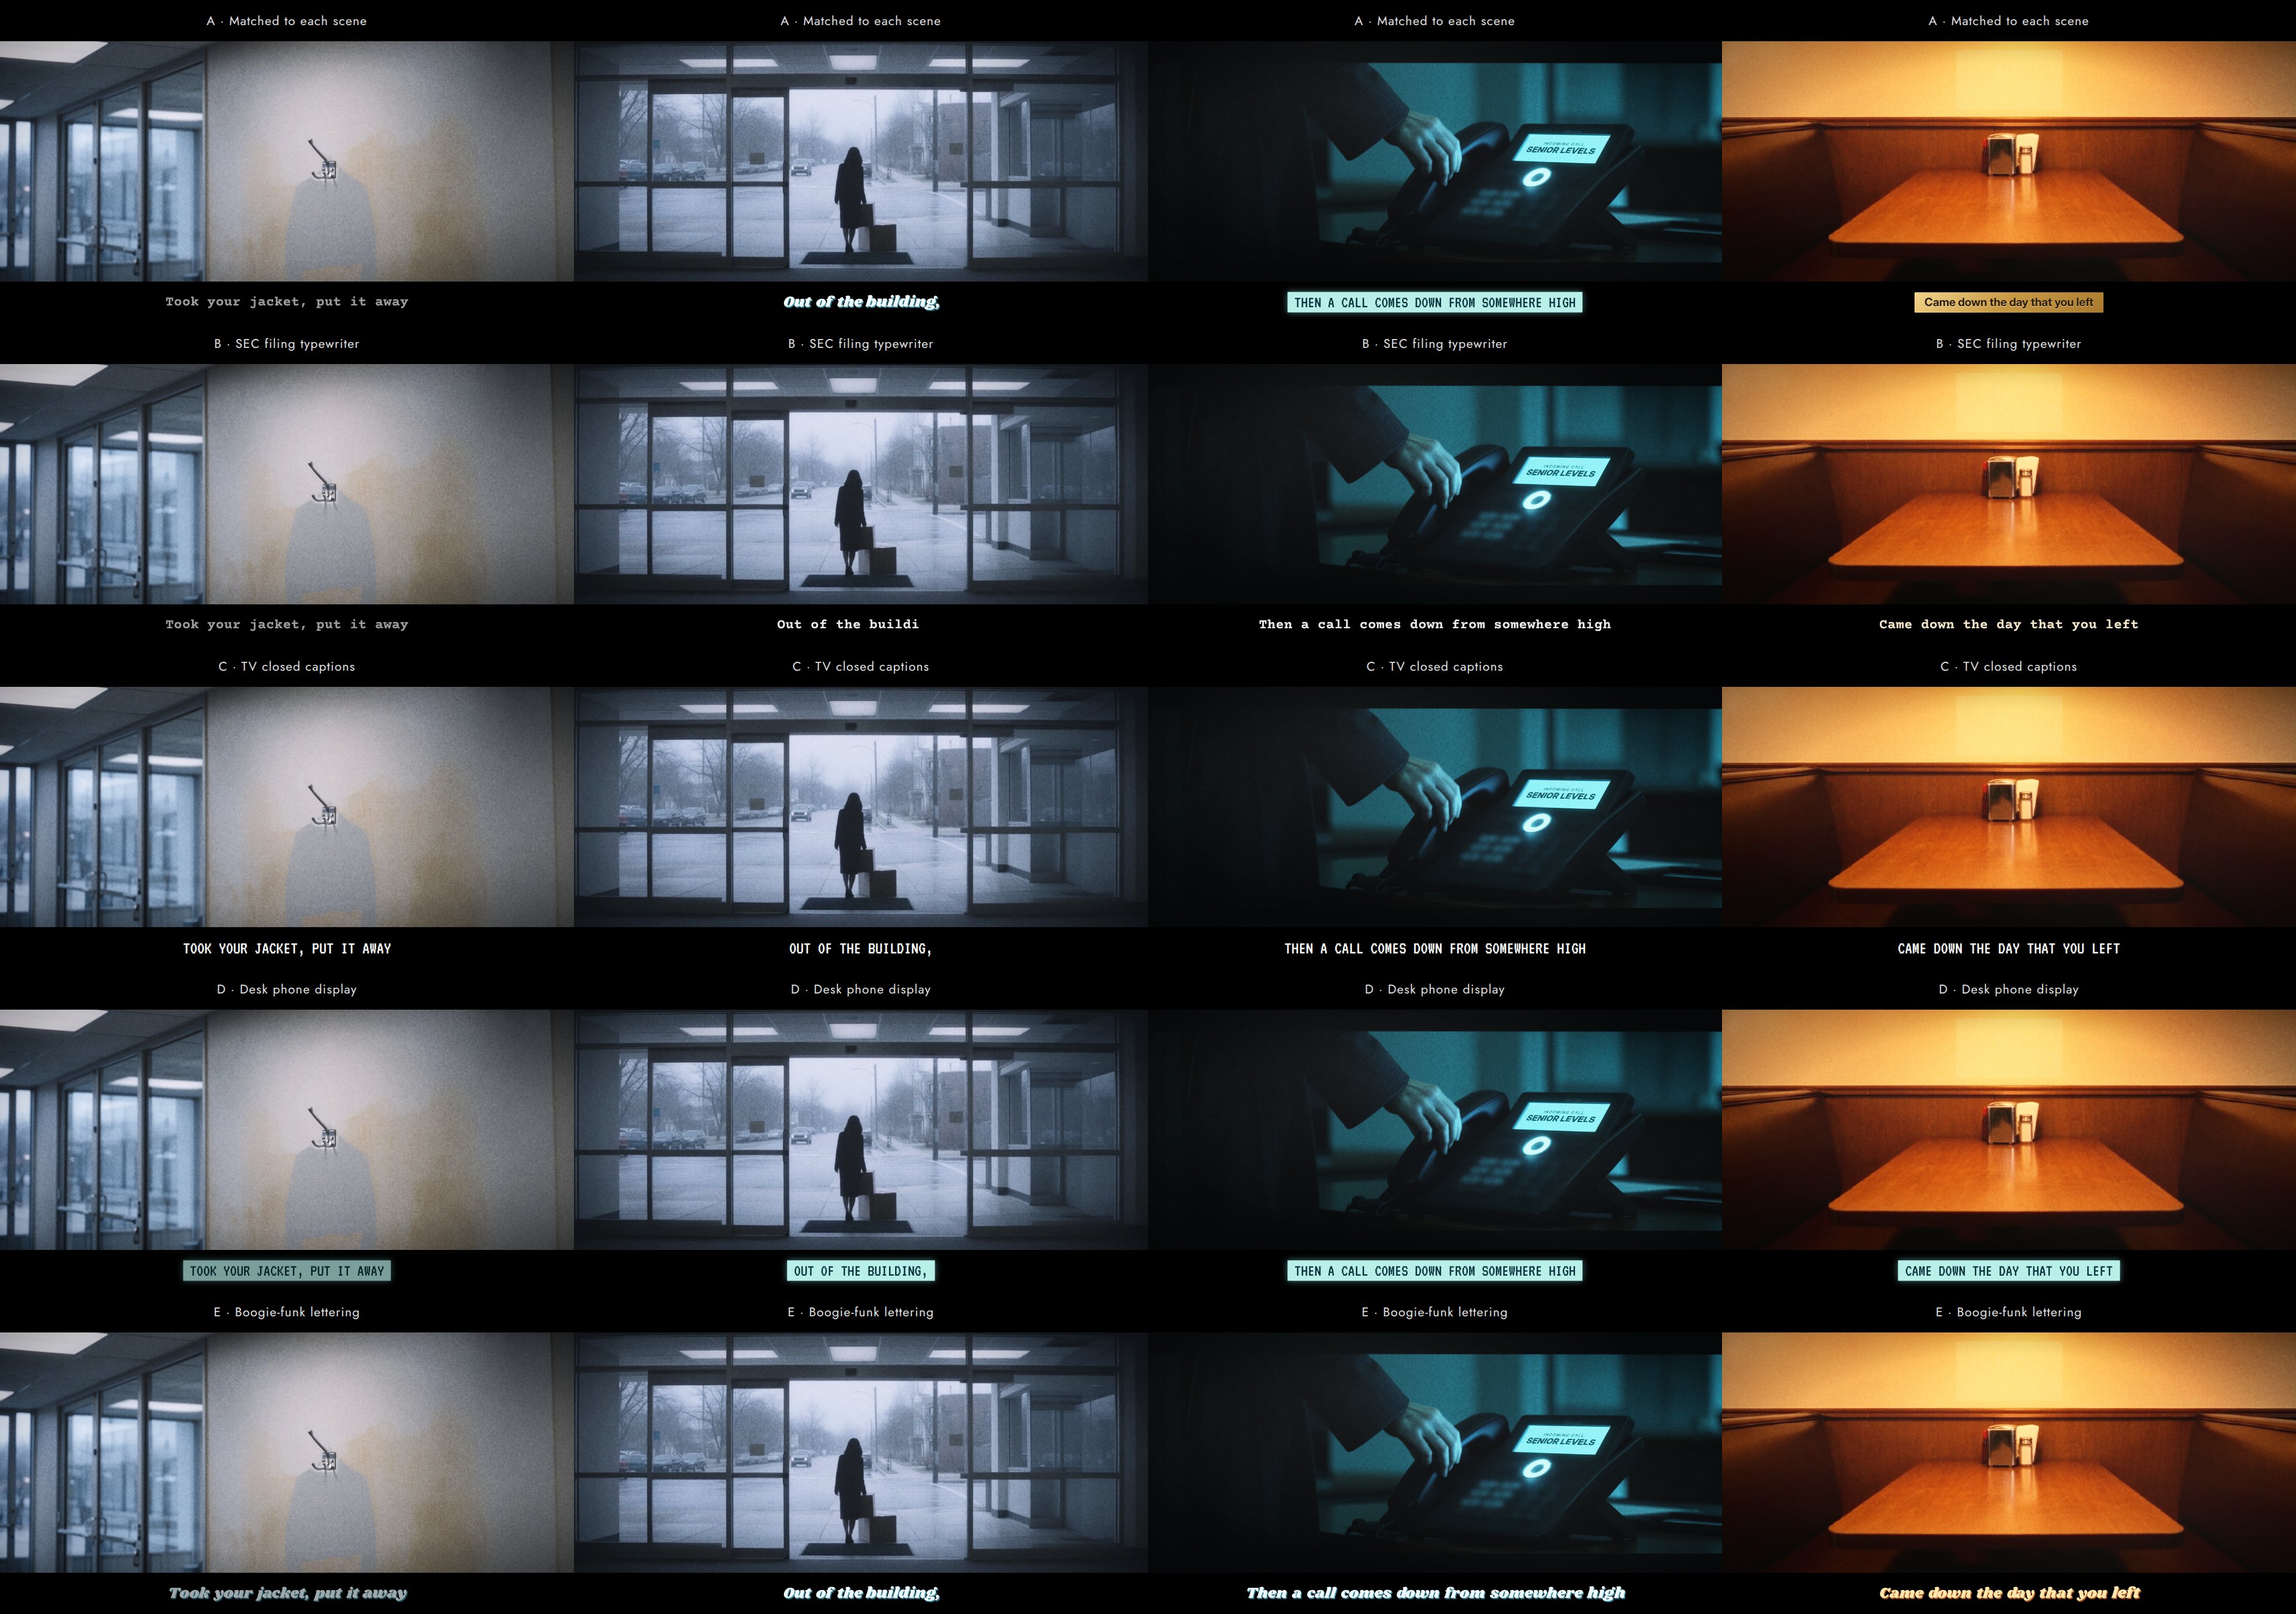 A · Matched to each scene
A · Matched to each scene
A · Matched to each scene
A · Matched to each scene
INCOMING CALL
SENIOR LEVELS
Took your jacket, put it away
Out of the building,
THEN A CALL COMES DOWN FROM SOMEWHERE HIGH
Came down the day that you left
B · SEC filing typewriter
B · SEC filing typewriter
B · SEC filing typewriter
B · SEC filing typewriter
INCOMING CALL
SENIOR LEVELS
Took your jacket, put it away
Out of the buildi
Then a call comes down from somewhere high
Came down the day that you left
C · TV closed captions
C · TV closed captions
C · TV closed captions
C · TV closed captions
INCOMING CALL
SENIOR LEVELS
TOOK YOUR JACKET, PUT IT AWAY
OUT OF THE BUILDING,
THEN A CALL COMES DOWN FROM SOMEWHERE HIGH
CAME DOWN THE DAY THAT YOU LEFT
D · Desk phone display
D · Desk phone display
D · Desk phone display
D · Desk phone display
INCOMING CALL
SENIOR LEVELS
TOOK YOUR JACKET, PUT IT AWAY
OUT OF THE BUILDING,
THEN A CALL COMES DOWN FROM SOMEWHERE HIGH
CAME DOWN THE DAY THAT YOU LEFT
E · Boogie-funk lettering
E · Boogie-funk lettering
E · Boogie-funk lettering
E · Boogie-funk lettering
INCOMING CALL
SENIOR LEVELS
Took your jacket, put it away
Out of the building,
Then a call comes down from somewhere high
Came down the day that you left